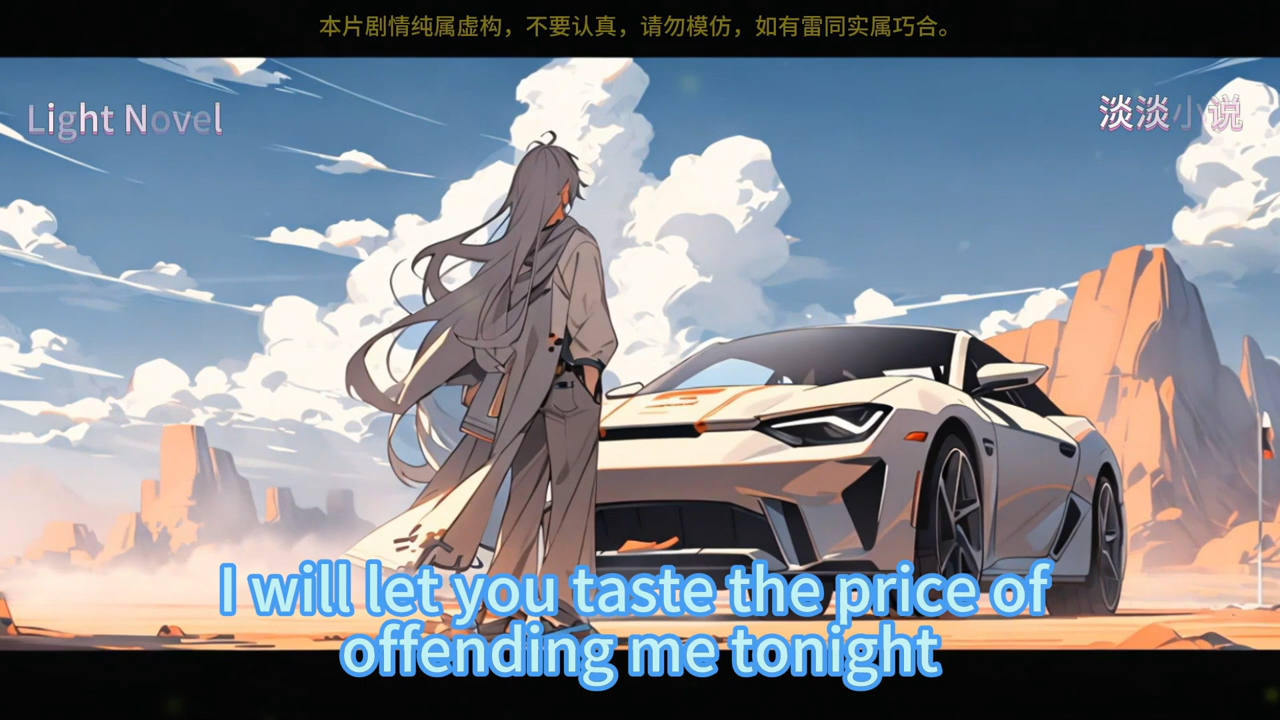 本片剧情纯属虚构，不要认真，请勿模仿，如有雷同实属巧合。
Light Novel
淡淡小说
I will let you taste the price of
offending me tonight